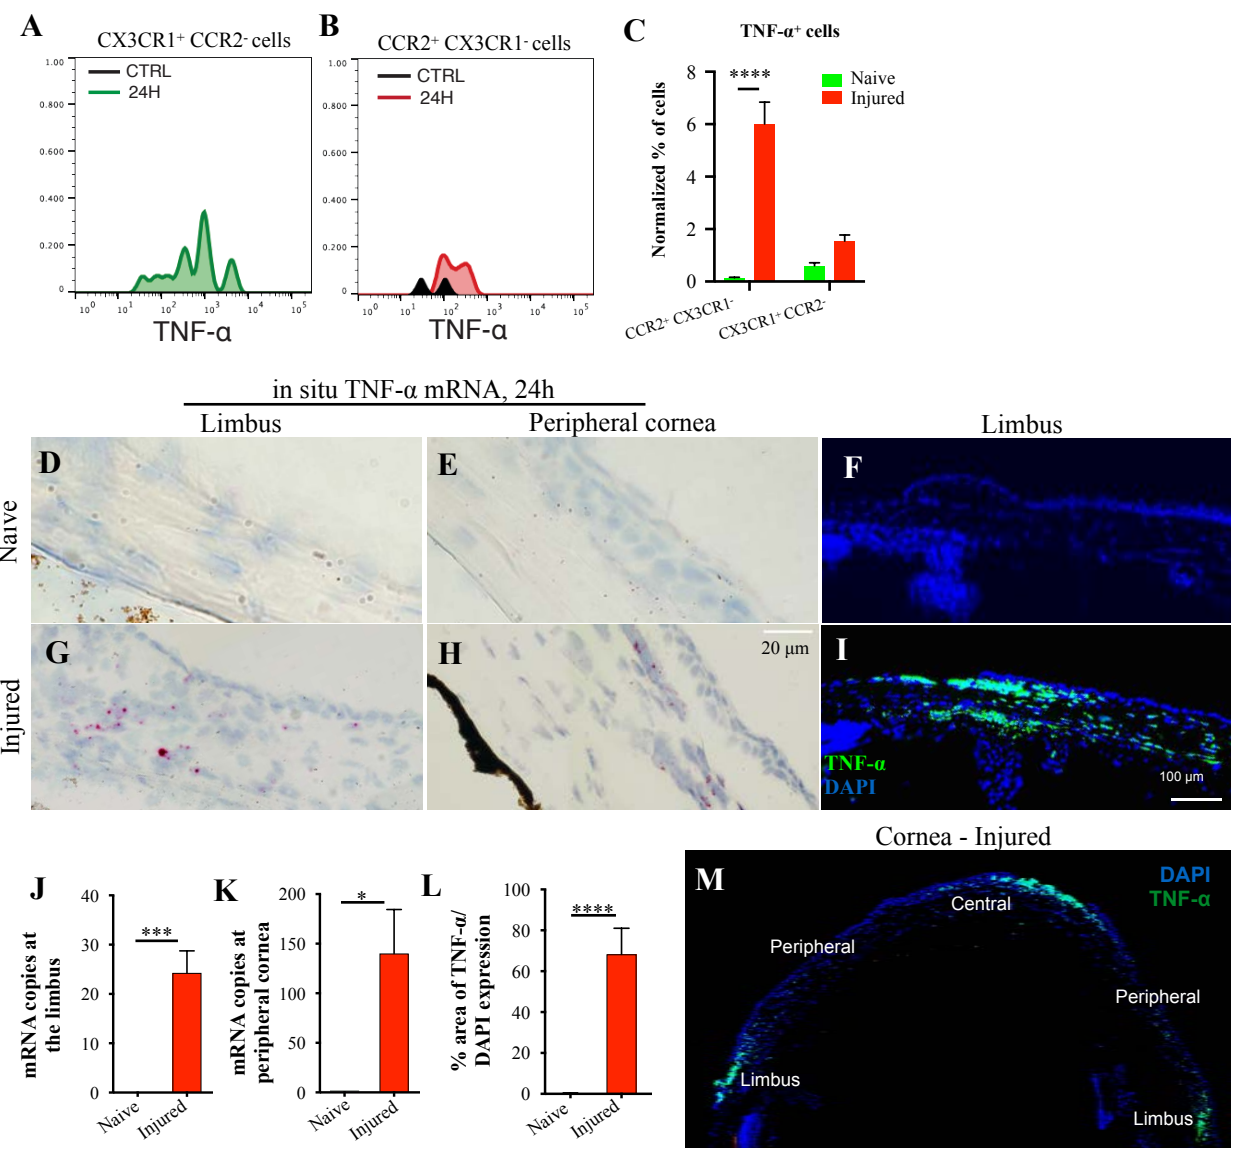 A
CX3CR1+ CCR2- cells
CTRL
24H
1.00
1.000
0.800
0.600
0.400
0.200
0
10^0 10^1 10^2 10^3 10^4 10^5
TNF-α
B
CCR2+ CX3CR1- cells
CTRL
24H
1.00
1.000
0.800
0.600
0.400
0.200
0
10^0 10^1 10^2 10^3 10^4 10^5
TNF-α
C
TNF-α+ cells
Naive
Injured
****
Normalized % of cells
8
6
4
2
0
CCR2+ CX3CR1-
CX3CR1+ CCR2-
in situ TNF-α mRNA, 24h
Limbus
Peripheral cornea
Limbus
Naive
D
E
F
Injured
G
H
20 μm
I
TNF-α
DAPI
100 μm
J
mRNA copies at
the limbus
40
30
20
10
0
***
Naive
Injured
K
mRNA copies at
peripheral cornea
200
150
100
50
0
*
Naive
Injured
L
% area of TNF-α/
DAPI expression
100
80
60
40
20
0
****
Naive
Injured
Cornea - Injured
M
DAPI
TNF-α
Central
Peripheral
Peripheral
Limbus
Limbus